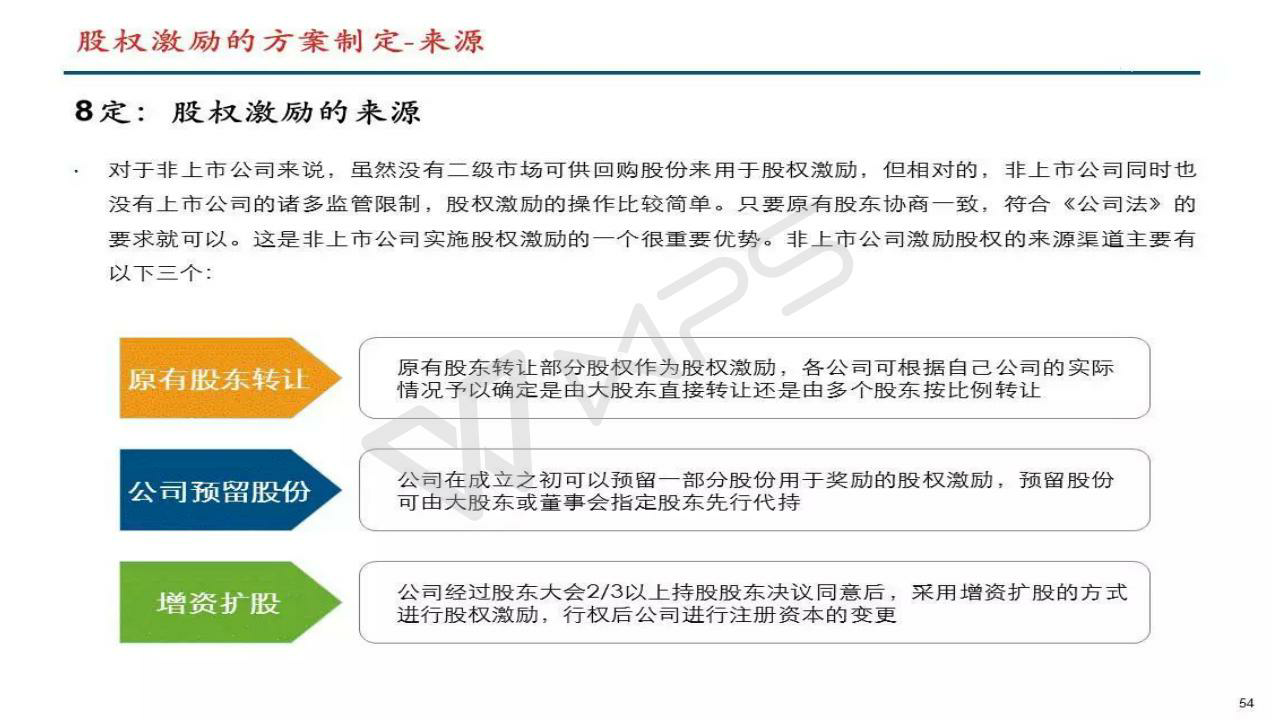 股权激励的方案制定-来源
8定： 股权激励的来源
· 对于非上市公司来说，虽然没有二级市场可供回购股份来用于股权激励，但相对的，非上市公司同时也
没有上市公司的诸多监管限制，股权激励的操作比较简单。只要原有股东协商一致，符合《公司法》的
要求就可以。这是非上市公司实施股权激励的一个很重要优势。非上市公司激励股权的来源渠道主要有
以下三个：
原有股东转让
原有股东转让部分股权作为股权激励，各公司可根据自己公司的实际
情况予以确定是由大股东直接转让还是由多个股东按比例转让
公司预留股份
公司在成立之初可以预留一部分股份用于奖励的股权激励，预留股份
可由大股东或董事会指定股东先行代持
增资扩股
公司经过股东大会2/3以上持股股东决议同意后，采用增资扩股的方式
进行股权激励，行权后公司进行注册资本的变更
MPS
54